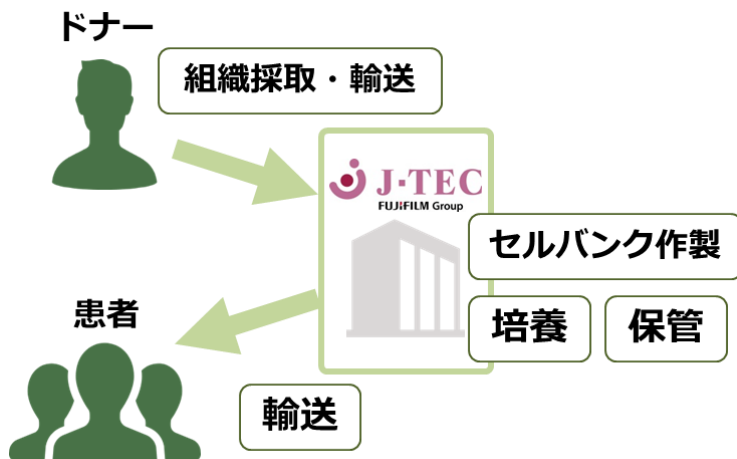 ドナー
組織採取・輸送
J-TEC
FUJIFILM Group
セルバンク作製
培養
保管
患者
輸送